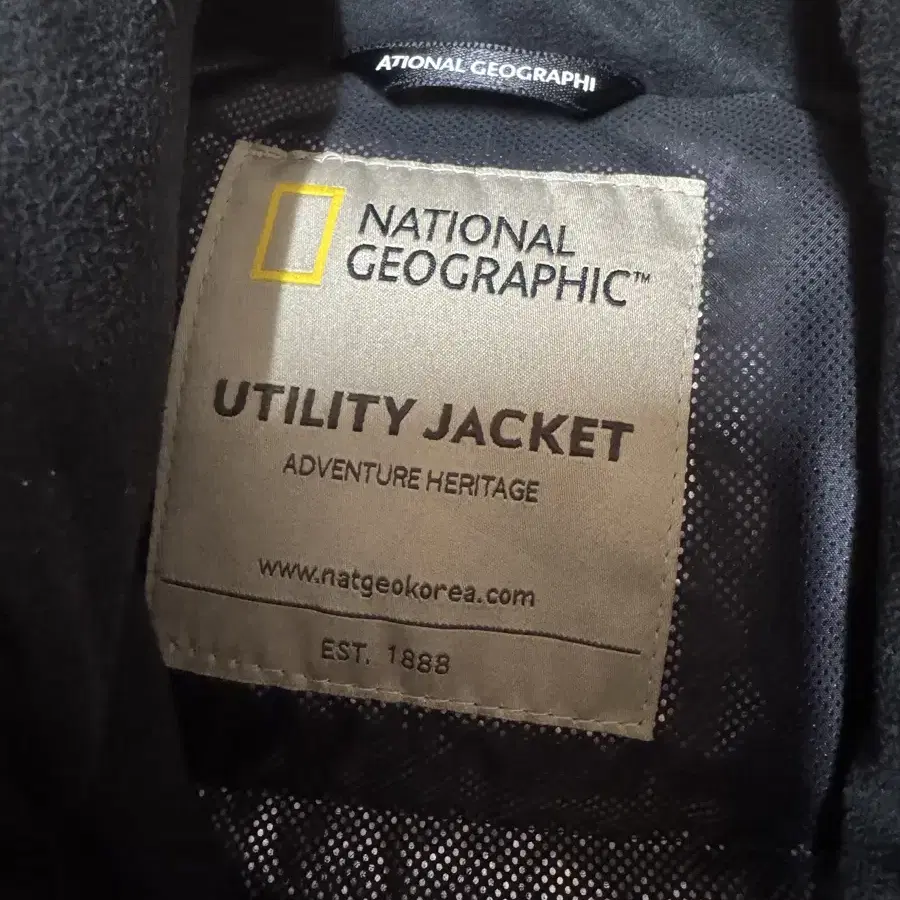 ATIONAL GEOGRAPHI
NATIONAL
GEOGRAPHIC™
UTILITY JACKET
ADVENTURE HERITAGE
www.natgeokorea.com
EST. 1888